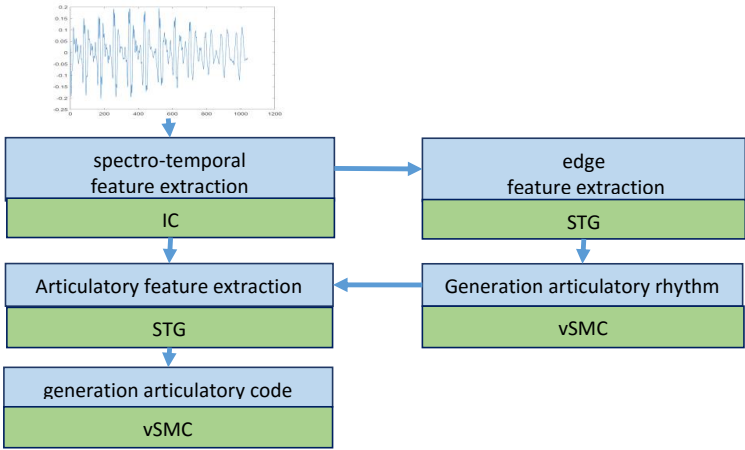 0.2
0.15
0.1
0.05
0
-0.05
-0.1
-0.15
-0.2
-0.25
0 200 400 600 800 1000 1200
spectro-temporal
feature extraction
IC
edge
feature extraction
STG
Articulatory feature extraction
STG
Generation articulatory rhythm
vSMC
generation articulatory code
vSMC